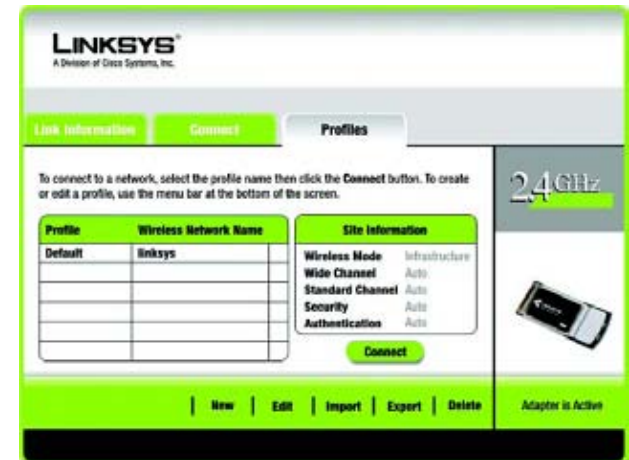 LINKSYS®
A Division of Cisco Systems, Inc.
Link Information Connect Profiles
To connect to a network, select the profile name then click the Connect button. To create
or edit a profile, use the menu bar at the bottom of the screen.
2,4GHz
Profile Wireless Network Name
Default linksys
Site Information
Wireless Mode Infrastructure
Wide Channel Auto
Standard Channel Auto
Security Auto
Authentication Auto
Connect
New Edit Import Export Delete
Adapter is Active